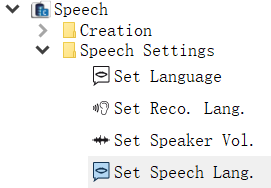 Speech
Creation
Speech Settings
Set Language
Set Reco. Lang.
Set Speaker Vol.
Set Speech Lang.